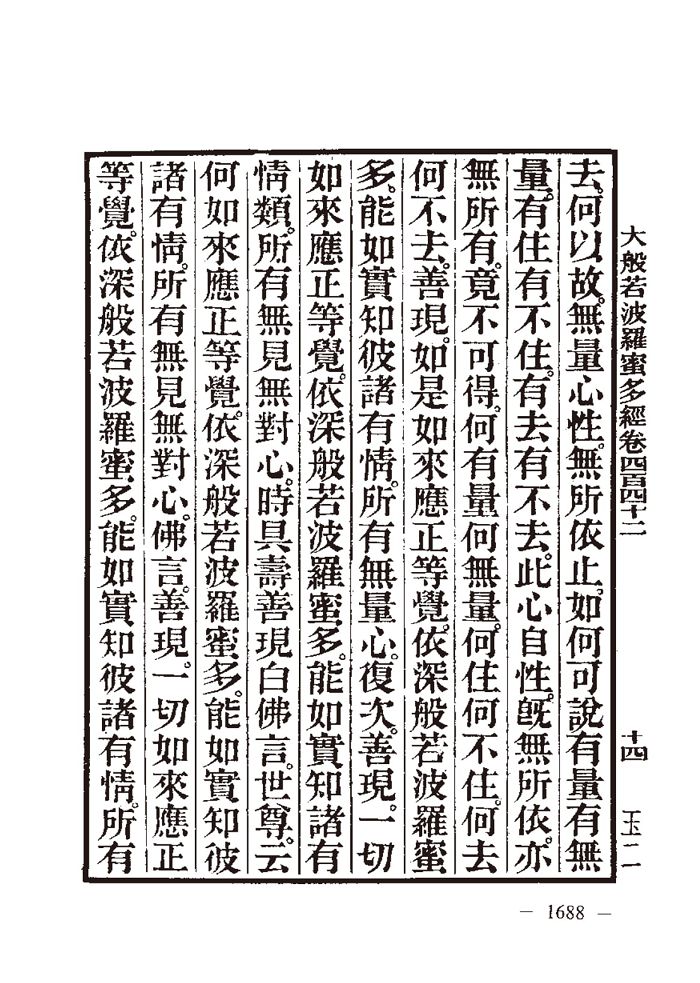 大般若波羅蜜多經卷四百四十二 十四 玉二
去。何以故。無量心性。無所依止。如何可說有量有無
量。有住有不住。有去有不去。此心自性。旣無所依。亦
無所有。竟不可得。何有量何無量。何住何不住。何去
何不去。善現。如是如來應正等覺。依深般若波羅蜜
多。能如實知彼諸有情。所有無量心。復次。善現。一切
如來應正等覺。依深般若波羅蜜多。能如實知諸有
情類。所有無見無對心。時具壽善現白佛言。世尊。云
何如來應正等覺。依深般若波羅蜜多。能如實知彼
諸有情。所有無見無對心。佛言。善現。一切如來應正
等覺。依深般若波羅蜜多。能如實知彼諸有情。所有
— 1688 —